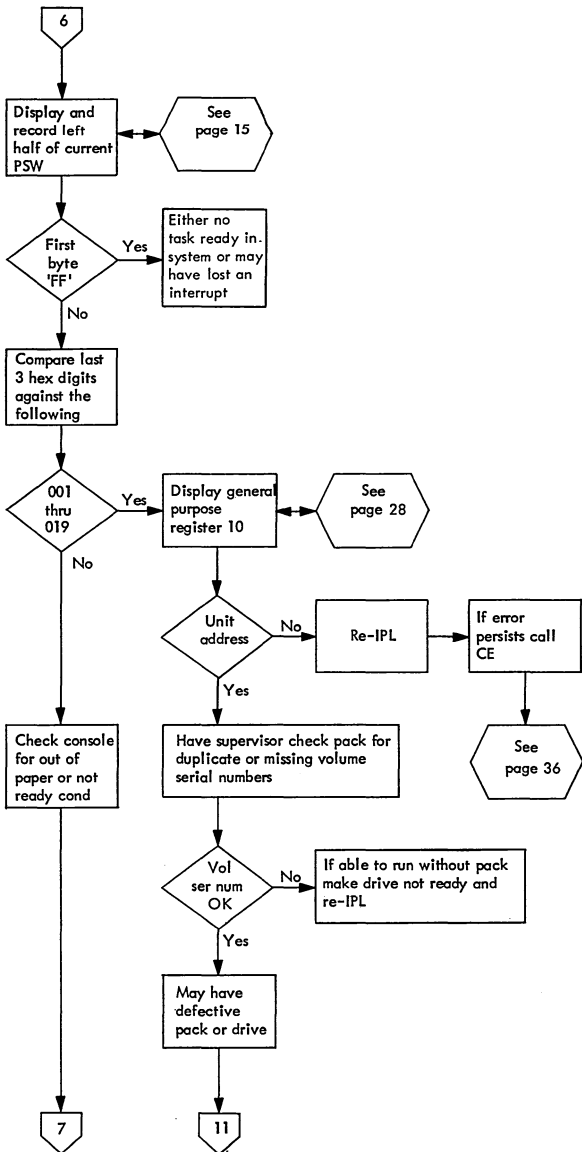 6
Display and
record left
half of current
PSW
See
page 15
First
byte
'FF'
Yes
Either no
task ready in-
system or may
have lost an
interrupt
No
Compare last
3 hex digits
against the
following
001
thru
019
Yes
Display general
purpose
register 10
See
page 28
No
Unit
address
No
Re-IPL
If error
persists call
CE
Yes
See
page 36
Check console
for out of
paper or not
ready cond
Have supervisor check pack for
duplicate or missing volume
serial numbers
Vol
ser num
OK
No
If able to run without pack
make drive not ready and
re-IPL
Yes
May have
defective
pack or drive
7
11